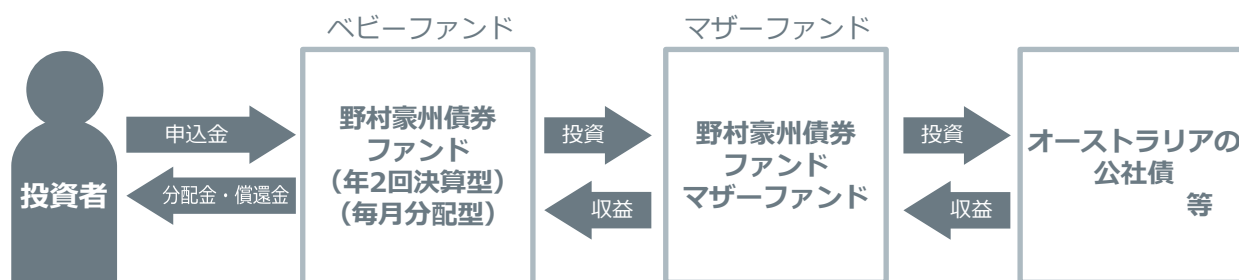 ベビーファンド
マザーファンド
投資者
申込金
分配金・償還金
野村豪州債券
ファンド
（年2回決算型）
（毎月分配型）
投資
収益
野村豪州債券
ファンド
マザーファンド
投資
収益
オーストラリアの
公社債
等